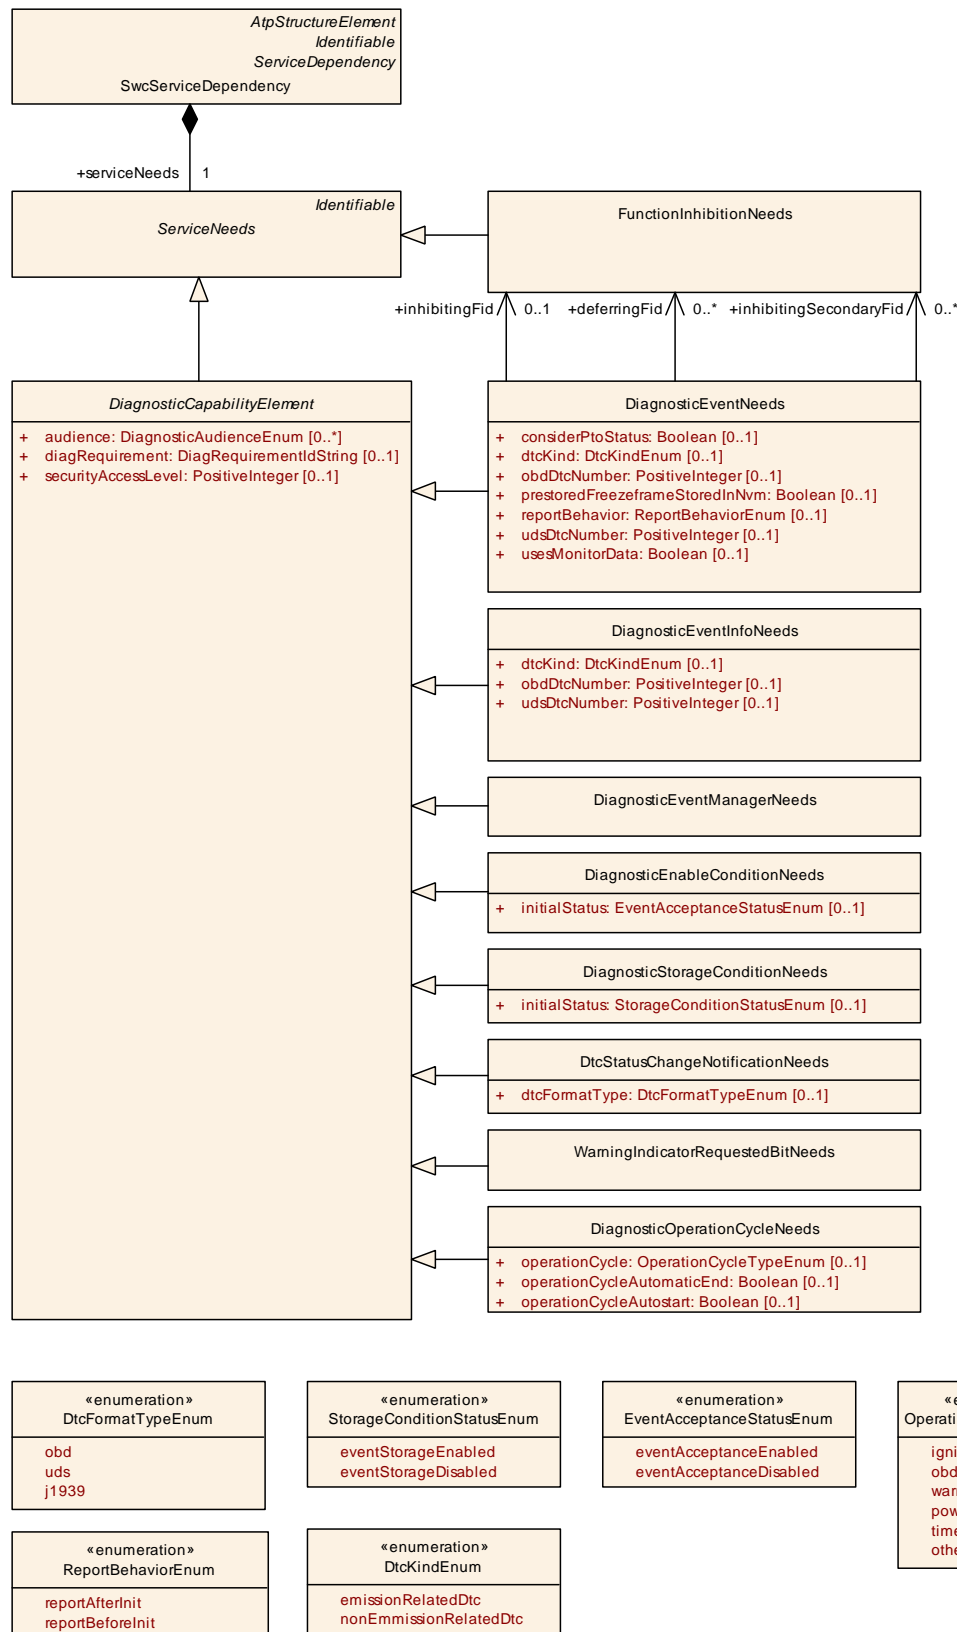 AtpStructureElement
Identifiable
ServiceDependency
SwcServiceDependency
+serviceNeeds 1
Identifiable
ServiceNeeds
FunctionInhibitionNeeds
+inhibitingFid 0..1 +deferringFid 0..* +inhibitingSecondaryFid 0..*
DiagnosticCapabilityElement
+ audience: DiagnosticAudienceEnum [0..*]
+ diagRequirement: DiagRequirementIdString [0..1]
+ securityAccessLevel: PositiveInteger [0..1]
DiagnosticEventNeeds
+ considerPtoStatus: Boolean [0..1]
+ dtcKind: DtcKindEnum [0..1]
+ obdDtcNumber: PositiveInteger [0..1]
+ prestoredFreezeframeStoredInNvm: Boolean [0..1]
+ reportBehavior: ReportBehaviorEnum [0..1]
+ udsDtcNumber: PositiveInteger [0..1]
+ usesMonitorData: Boolean [0..1]
DiagnosticEventInfoNeeds
+ dtcKind: DtcKindEnum [0..1]
+ obdDtcNumber: PositiveInteger [0..1]
+ udsDtcNumber: PositiveInteger [0..1]
DiagnosticEventManagerNeeds
DiagnosticEnableConditionNeeds
+ initialStatus: EventAcceptanceStatusEnum [0..1]
DiagnosticStorageConditionNeeds
+ initialStatus: StorageConditionStatusEnum [0..1]
DtcStatusChangeNotificationNeeds
+ dtcFormatType: DtcFormatTypeEnum [0..1]
WarningIndicatorRequestedBitNeeds
DiagnosticOperationCycleNeeds
+ operationCycle: OperationCycleTypeEnum [0..1]
+ operationCycleAutomaticEnd: Boolean [0..1]
+ operationCycleAutostart: Boolean [0..1]
«enumeration»
DtcFormatTypeEnum
obd
uds
j1939
«enumeration»
StorageConditionStatusEnum
eventStorageEnabled
eventStorageDisabled
«enumeration»
EventAcceptanceStatusEnum
eventAcceptanceEnabled
eventAcceptanceDisabled
«enumeration»
ReportBehaviorEnum
reportAfterInit
reportBeforeInit
«enumeration»
DtcKindEnum
emissionRelatedDtc
nonEmmissionRelatedDtc